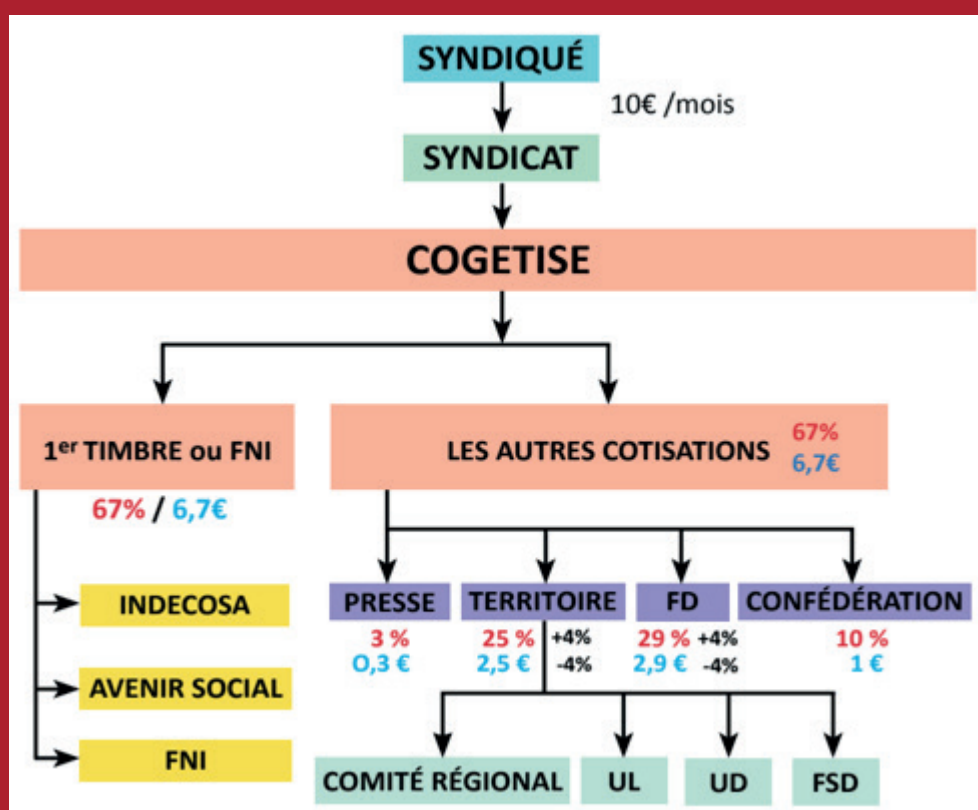 SYNDIQUÉ
10€ /mois
SYNDICAT
COGETISE
1er TIMBRE ou FNI
67% / 6,7€
LES AUTRES COTISATIONS
67%
6,7€
INDECOSA
AVENIR SOCIAL
FNI
PRESSE
3 %
O,3 €
TERRITOIRE
25 % +4%
2,5 € -4%
FD
29 % +4%
2,9 € -4%
CONFÉDÉRATION
10 %
1 €
COMITÉ RÉGIONAL
UL
UD
FSD